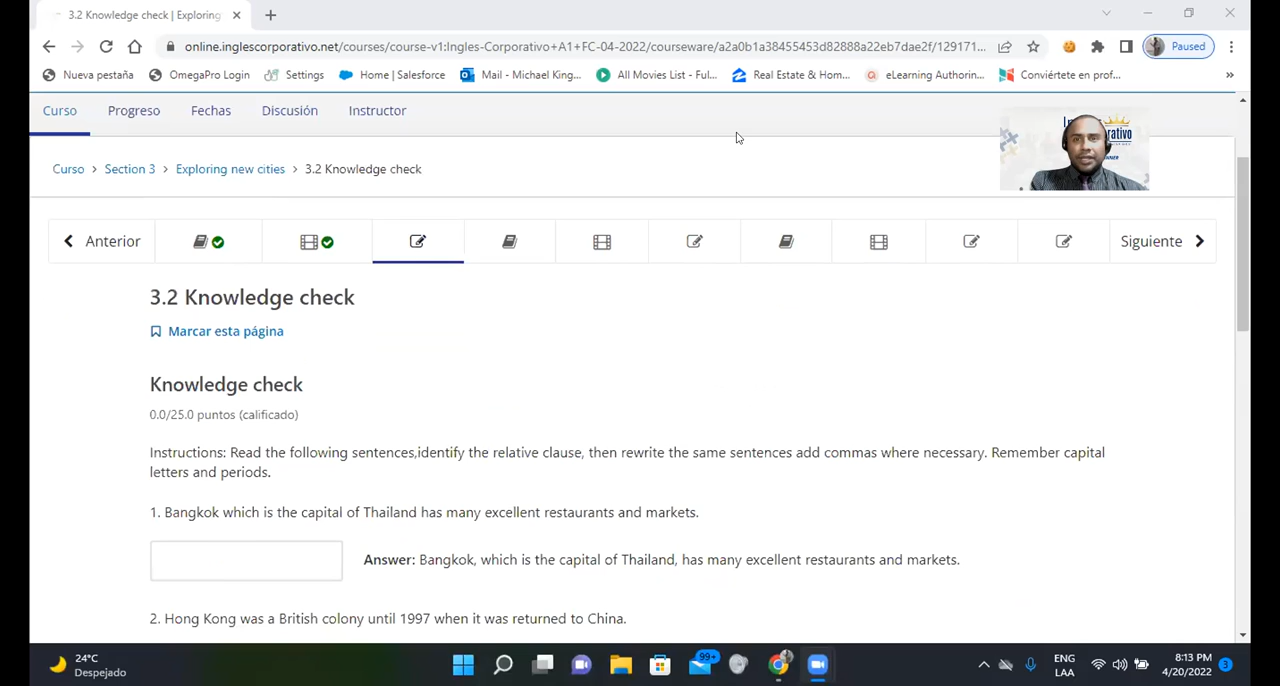 3.2 Knowledge check | Exploring
online.inglescorporativo.net/courses/course-v1:Ingles-Corporativo+A1+FC-04-2022/courseware/a2a0b1a38455453d82888a22eb7dae2f/129171...
Paused
Nueva pestaña OmegaPro Login Settings Home | Salesforce Mail - Michael King... All Movies List - Ful... Real Estate & Hom... eLearning Authorin... Conviértete en prof... »
Curso Progreso Fechas Discusión Instructor
Curso > Section 3 > Exploring new cities > 3.2 Knowledge check
Anterior Siguiente
3.2 Knowledge check
Marcar esta página
Knowledge check
0.0/25.0 puntos (calificado)
Instructions: Read the following sentences,identify the relative clause, then rewrite the same sentences add commas where necessary. Remember capital
letters and periods.
1. Bangkok which is the capital of Thailand has many excellent restaurants and markets.
Answer: Bangkok, which is the capital of Thailand, has many excellent restaurants and markets.
2. Hong Kong was a British colony until 1997 when it was returned to China.
24°C
Despejado
99+
ENG
LAA
8:13 PM
4/20/2022
3